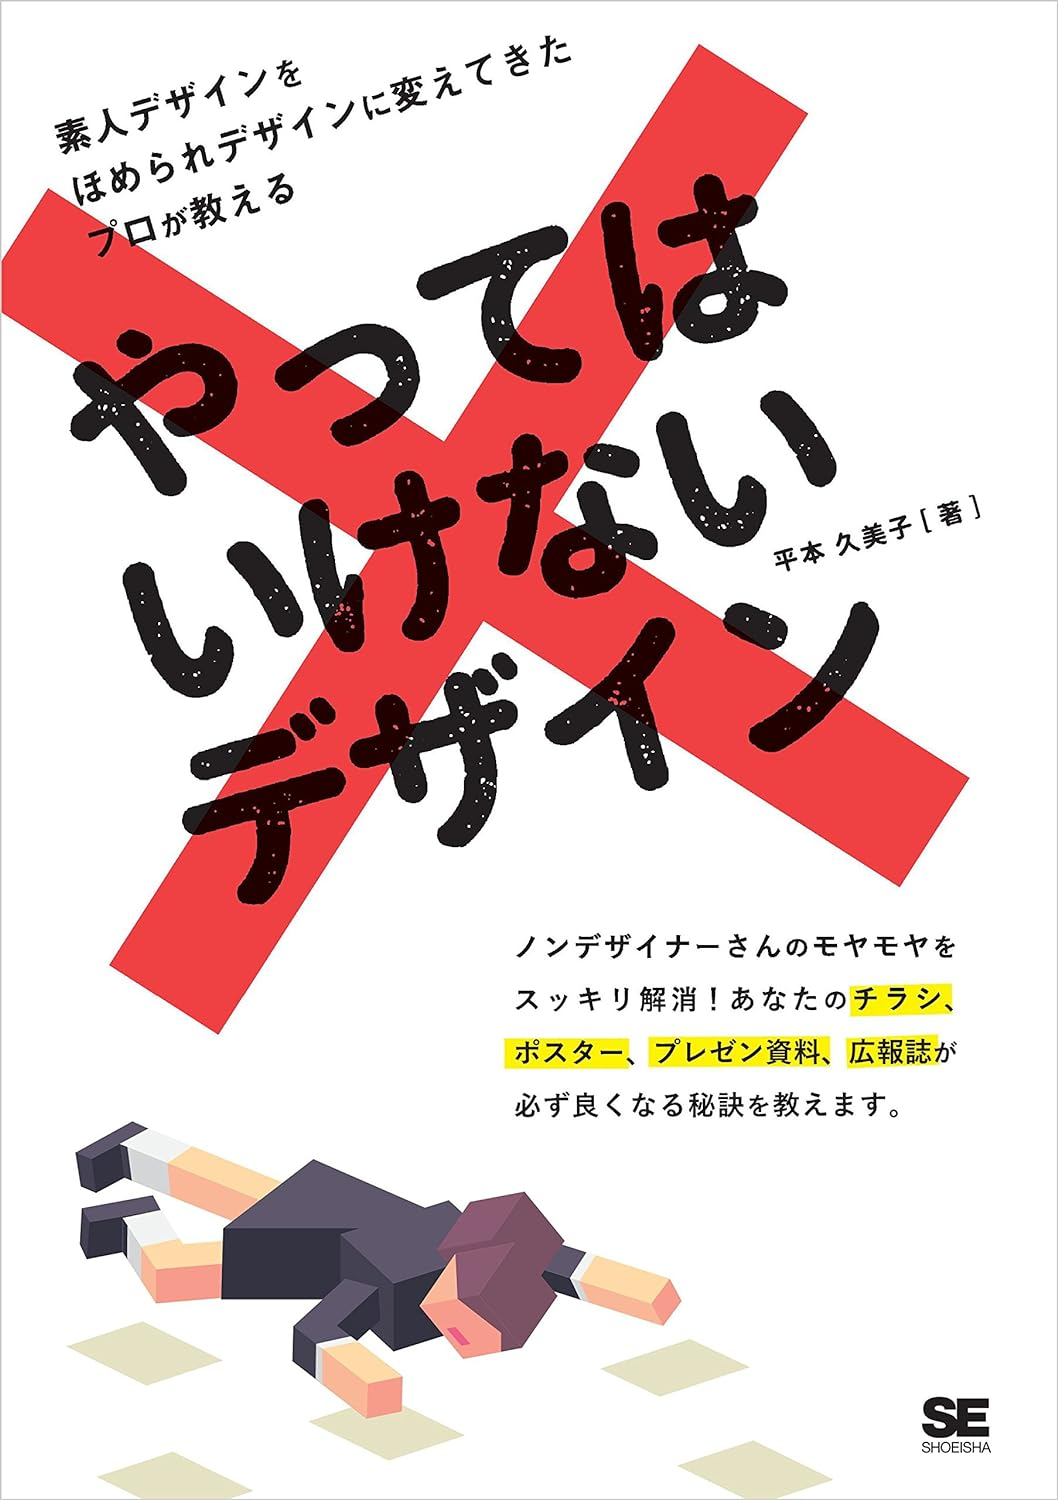 素人デザインを
ほめられデザインに変えてきた
プロが教える
やっては
いけない
デザイン
平本 久美子［著］
ノンデザイナーさんのモヤモヤを
スッキリ解消！あなたのチラシ、
ポスター、プレゼン資料、広報誌が
必ず良くなる秘訣を教えます。
SE
SHOEISHA